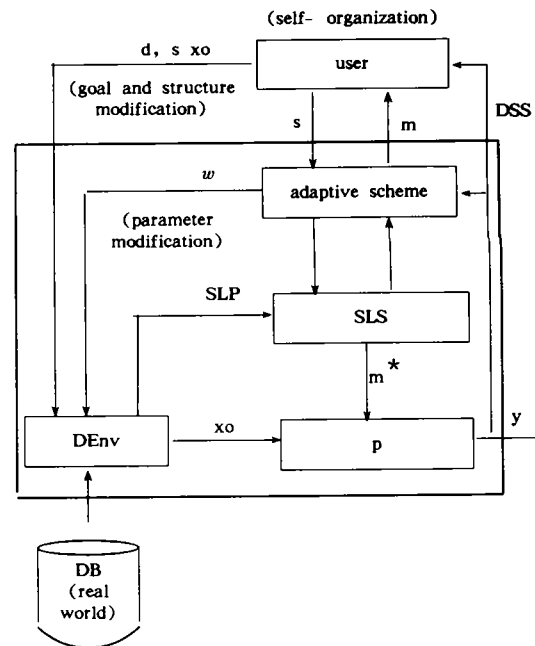 (self- organization)
d, s xo
user
(goal and structure
modification)
DSS
s
m
w
adaptive scheme
(parameter
modification)
SLP
SLS
m*
y
DEnv
xo
p
DB
(real
world)